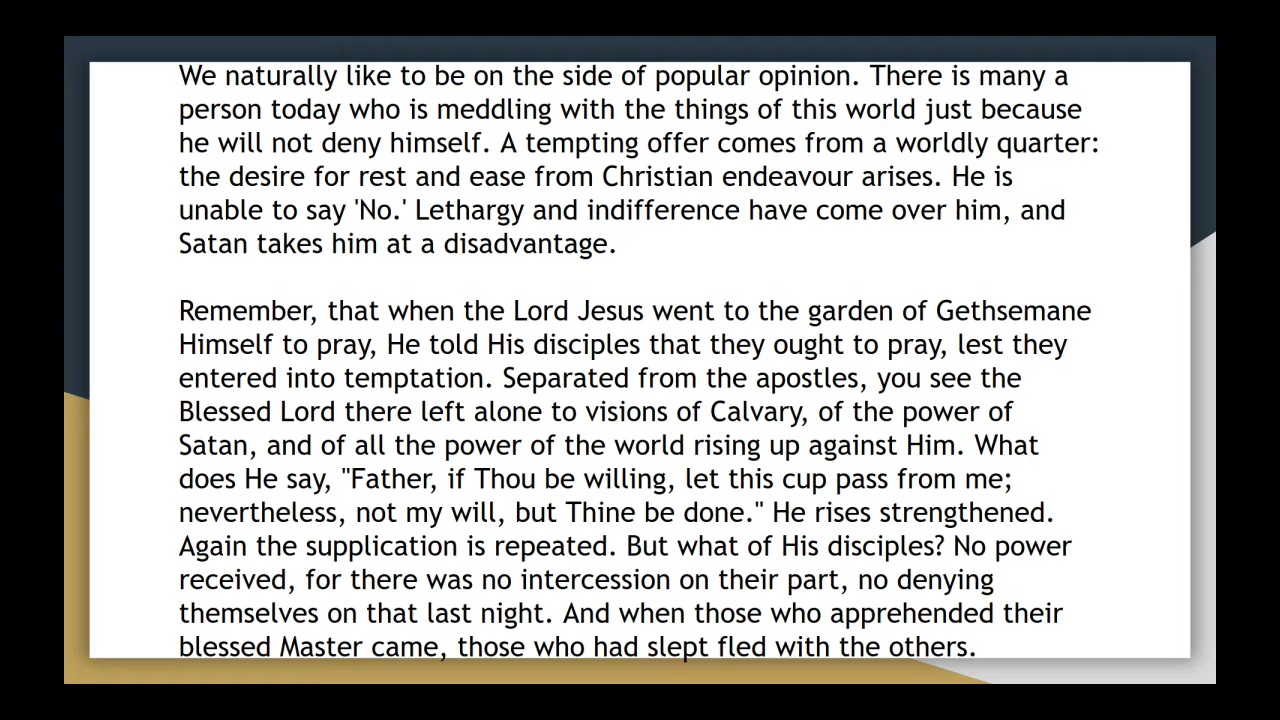 We naturally like to be on the side of popular opinion. There is many a
person today who is meddling with the things of this world just because
he will not deny himself. A tempting offer comes from a worldly quarter:
the desire for rest and ease from Christian endeavour arises. He is
unable to say 'No.' Lethargy and indifference have come over him, and
Satan takes him at a disadvantage.
Remember, that when the Lord Jesus went to the garden of Gethsemane
Himself to pray, He told His disciples that they ought to pray, lest they
entered into temptation. Separated from the apostles, you see the
Blessed Lord there left alone to visions of Calvary, of the power of
Satan, and of all the power of the world rising up against Him. What
does He say, "Father, if Thou be willing, let this cup pass from me;
nevertheless, not my will, but Thine be done." He rises strengthened.
Again the supplication is repeated. But what of His disciples? No power
received, for there was no intercession on their part, no denying
themselves on that last night. And when those who apprehended their
blessed Master came, those who had slept fled with the others.